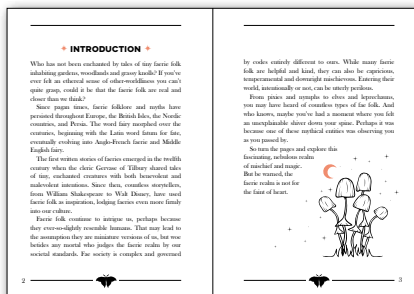 INTRODUCTION
Who has not been enchanted by tales of tiny faerie folk
inhabiting gardens, woodlands and grassy knolls? If you've
ever felt an ethereal sense of other-worldliness you can't
quite grasp, could it be that the faerie folk are real and
closer than we think?
Since pagan times, faerie folklore and myths have
persisted throughout Europe, the British Isles, the Nordic
countries, and Persia. The word fairy morphed over the
centuries, beginning with the Latin word fatum for fate,
eventually evolving into Anglo-French faerie and Middle
English fairy.
The first written stories of faeries emerged in the twelfth
century when the cleric Gervase of Tilbury shared tales
of tiny, enchanted creatures with both benevolent and
malevolent intentions. Since then, countless storytellers,
from William Shakespeare to Walt Disney, have used
faerie folk as inspiration, lodging faeries even more firmly
into our culture.
Faerie folk continue to intrigue us, perhaps because
they ever-so-slightly resemble humans. That may lead to
the assumption they are miniature versions of us, but woe
betides any mortal who judges the faerie realm by our
societal standards. Fae society is complex and governed
2
by codes entirely different to ours. While many faerie
folk are helpful and kind, they can also be capricious,
temperamental and downright mischievous. Entering their
world, intentionally or not, can be utterly perilous.
From pixies and nymphs to elves and leprechauns,
you may have heard of countless types of fae folk. And
who knows, maybe you've had a moment where you felt
an unexplainable shiver down your spine. Perhaps it was
because one of these mythical entities was observing you
as you passed by.
So turn the pages and explore this
fascinating, nebulous realm
of mischief and magic.
But be warned, the
faerie realm is not for
the faint of heart.
3